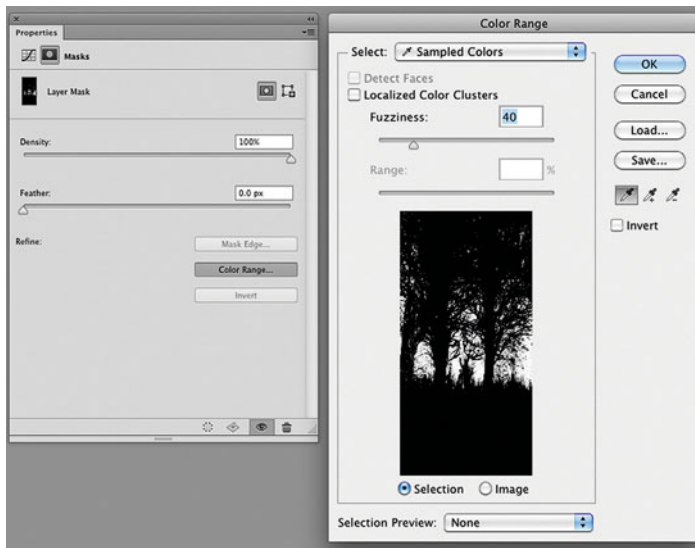 Properties
Masks
Layer Mask
Density:
100%
Feather:
0.0 px
Refine:
Mask Edge...
Color Range...
Invert
Color Range
Select:
Sampled Colors
Detect Faces
Localized Color Clusters
Fuzziness:
40
Range:
%
Selection
Image
Selection Preview:
None
OK
Cancel
Load...
Save...
Invert